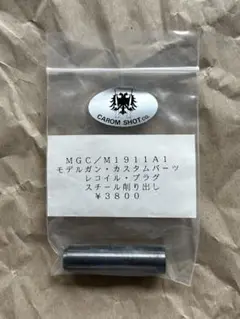 CAROM SHOT co.
MGC/M1911A1
モデルガン・カスタムパーツ
レコイル・プラグ
スチール削り出し
¥3800